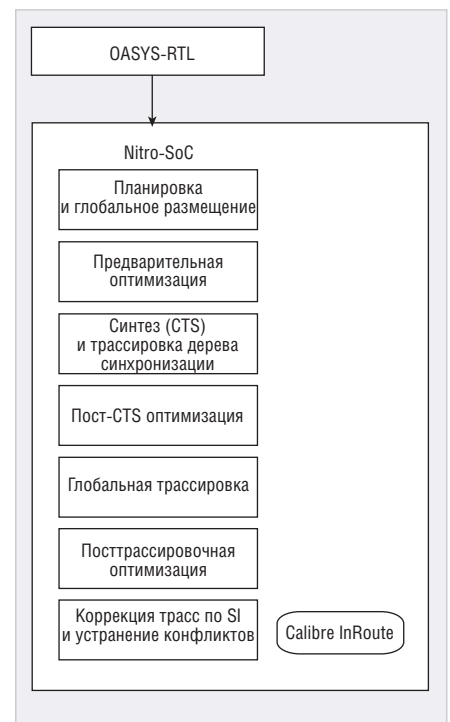 OASYS-RTL
Nitro-SoC
Планировка
и глобальное размещение
Предварительная
оптимизация
Синтез (CTS)
и трассировка дерева
синхронизации
Пост-CTS оптимизация
Глобальная трассировка
Посттрассировочная
оптимизация
Коррекция трасс по SI
и устранение конфликтов
Calibre InRoute